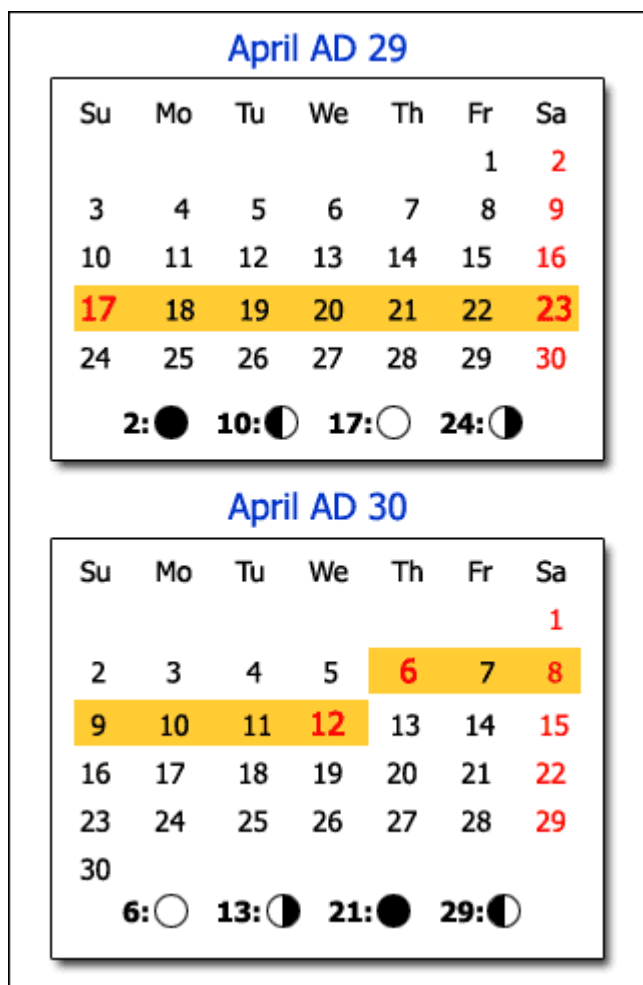 April AD 29
Su Mo Tu We Th Fr Sa
1 2
3 4 5 6 7 8 9
10 11 12 13 14 15 16
17 18 19 20 21 22 23
24 25 26 27 28 29 30
2: 10: 17: 24:
April AD 30
Su Mo Tu We Th Fr Sa
1
2 3 4 5 6 7 8
9 10 11 12 13 14 15
16 17 18 19 20 21 22
23 24 25 26 27 28 29
30
6: 13: 21: 29: